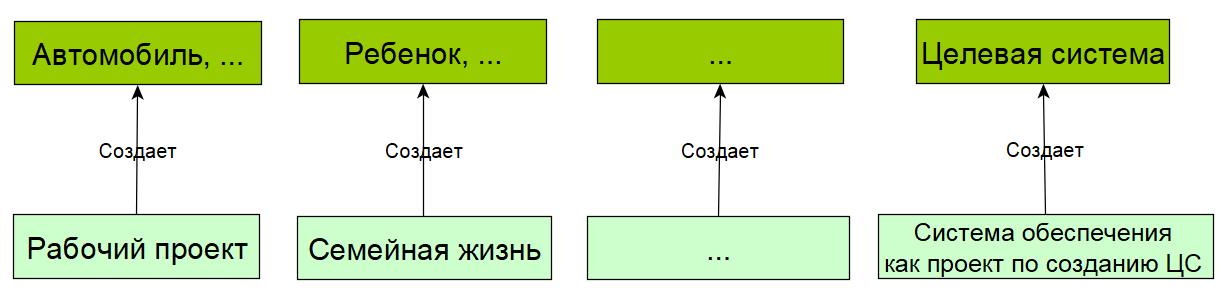 Автомобиль, ...
Ребенок, ...
...
Целевая система
Создает
Создает
Создает
Создает
Рабочий проект
Семейная жизнь
...
Система обеспечения
как проект по созданию ЦС